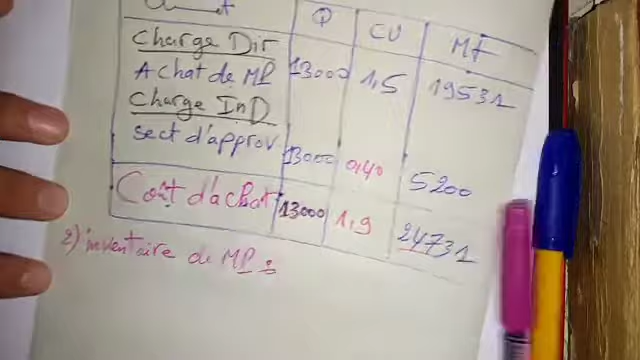 Q CU MT
Charge Dir
Achat de MP 13000 1,5 19531
Charge InD
sect d'approv 13000 0,40 5200
Coût d'achat 13000 1,9 24731
2) inventaire de MP :